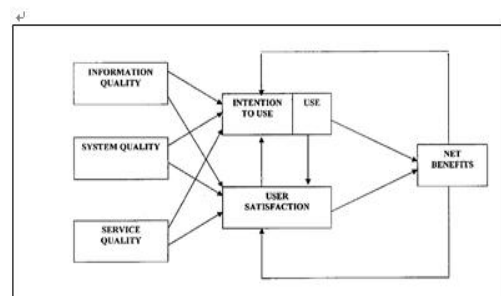 INFORMATION
QUALITY
SYSTEM QUALITY
SERVICE
QUALITY
INTENTION
TO USE
USE
USER
SATISFACTION
NET
BENEFITS